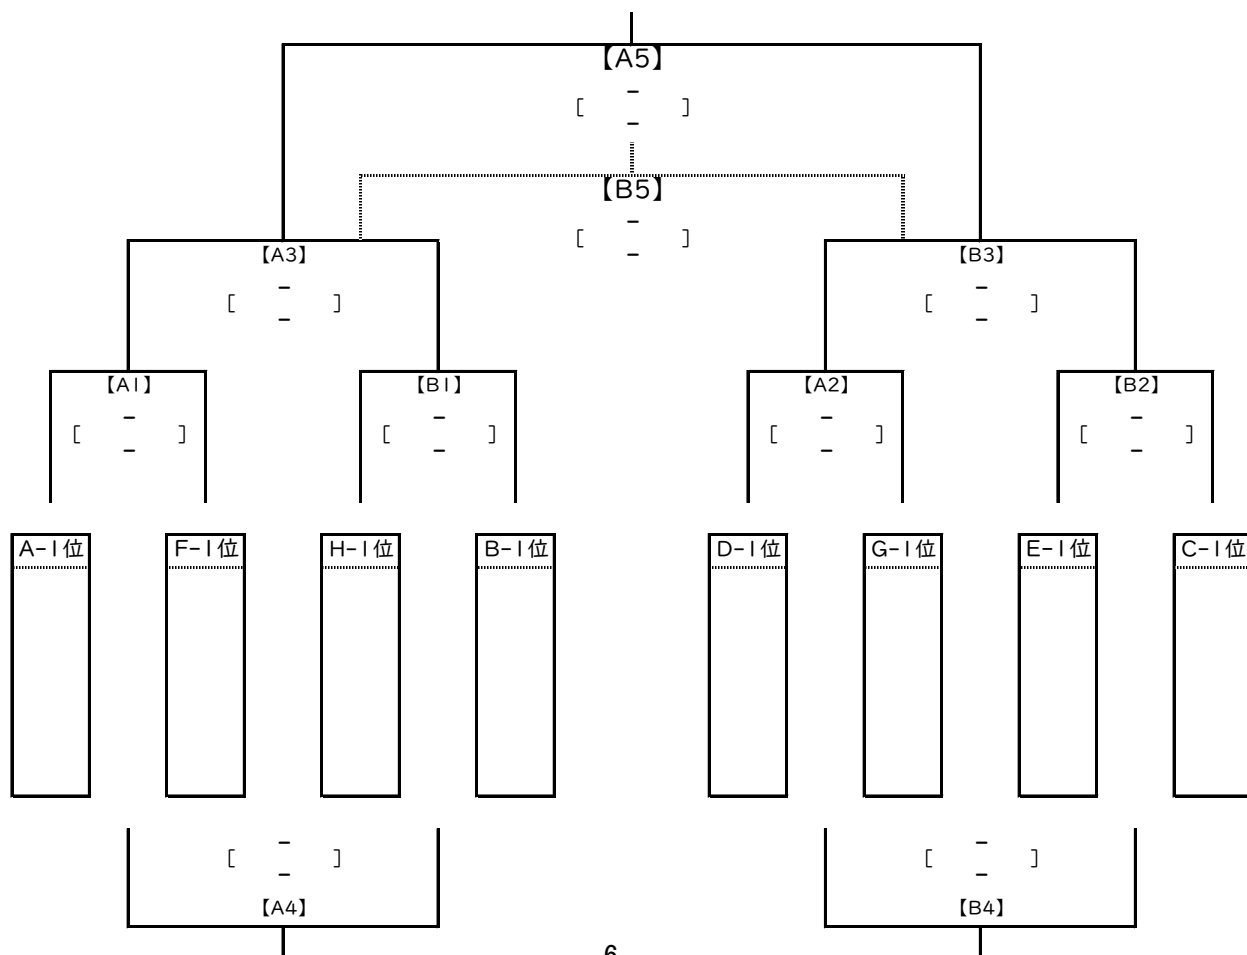 【A5】
–
[ ]
–
【B5】
–
[ ]
–
【A3】 【B3】
– –
[ ] [ ]
– –
【A1】 【B1】 【A2】 【B2】
– – – –
[ ] [ ] [ ] [ ]
– – – –
A-1位 F-1位 H-1位 B-1位 D-1位 G-1位 E-1位 C-1位
– –
[ ] [ ]
– –
【A4】 【B4】
6